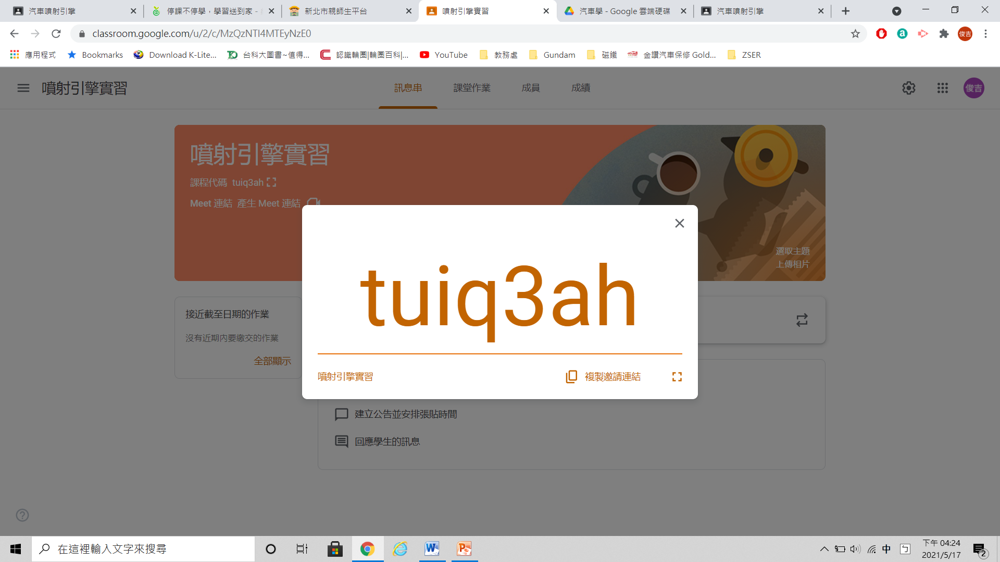 汽車噴射引擎
停課不停學，學習送到家 -
新北市親師生平台
噴射引擎實習
汽車學 - Google 雲端硬碟
汽車噴射引擎
classroom.google.com/u/2/c/MzQzNTI4MTEyNzE0
俊吉
應用程式
Bookmarks
Download K-Lite...
台科大圖書~值得...
認識輪圈|輪圈百科|...
YouTube
教務處
Gundam
磁鐵
金讚汽車保修 Gold...
ZSER
噴射引擎實習
訊息串
課堂作業
成員
成績
俊吉
噴射引擎實習
課程代碼 tuiq3ah
Meet 連結 產生 Meet 連結
選取主題
上傳相片
tuiq3ah
噴射引擎實習
複製邀請連結
接近截至日期的作業
沒有近期內要繳交的作業
全部顯示
建立公告並安排張貼時間
回應學生的訊息
在這裡輸入文字來搜尋
中
ㄅ
下午 04:24
2021/5/17
2